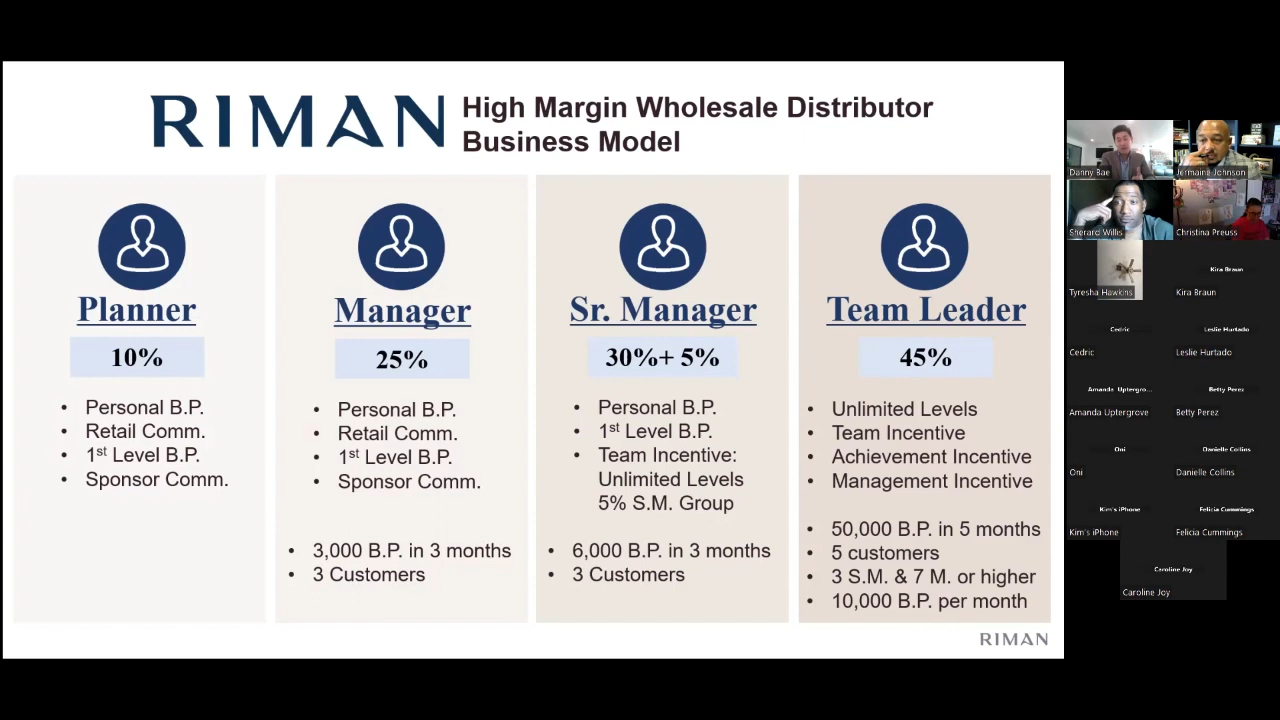 RIMAN
High Margin Wholesale Distributor
Business Model
Planner
10%
• Personal B.P.
• Retail Comm.
• 1st Level B.P.
• Sponsor Comm.
Manager
25%
• Personal B.P.
• Retail Comm.
• 1st Level B.P.
• Sponsor Comm.
• 3,000 B.P. in 3 months
• 3 Customers
Sr. Manager
30%+ 5%
• Personal B.P.
• 1st Level B.P.
• Team Incentive:
Unlimited Levels
5% S.M. Group
• 6,000 B.P. in 3 months
• 3 Customers
Team Leader
45%
• Unlimited Levels
• Team Incentive
• Achievement Incentive
• Management Incentive
• 50,000 B.P. in 5 months
• 5 customers
• 3 S.M. & 7 M. or higher
• 10,000 B.P. per month
RIMAN
Danny Bae
Jermaine Johnson
Sherard Willis
Christina Preuss
Tyresha Hawkins
Kira Braun
Kira Braun
Cedric
Cedric
Leslie Hurtado
Leslie Hurtado
Amanda Uptergro...
Amanda Uptergrove
Betty Perez
Betty Perez
Oni
Oni
Danielle Collins
Danielle Collins
Kim's iPhone
Kim's iPhone
Felicia Cummings
Felicia Cummings
Caroline Joy
Caroline Joy